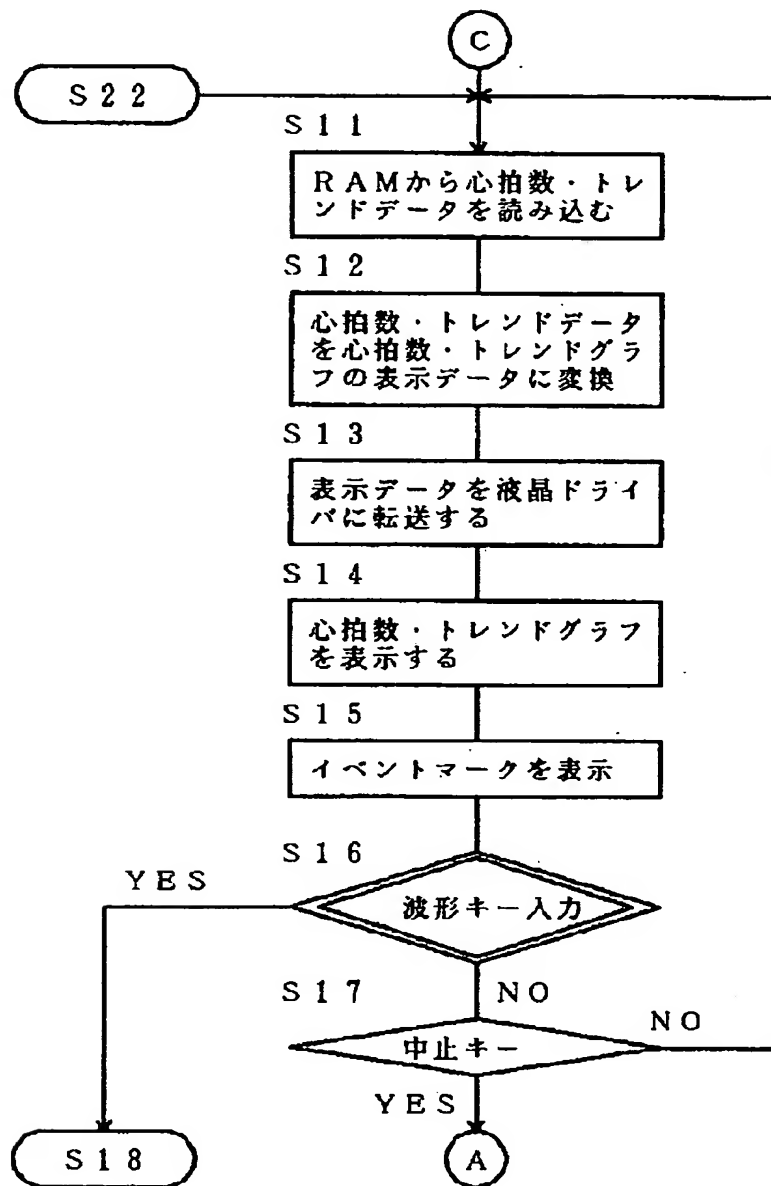 C
S22
S11
RAMから心拍数・トレ
ンドデータを読み込む
S12
心拍数・トレンドデータ
を心拍数・トレンドグラ
フの表示データに変換
S13
表示データを液晶ドライ
バに転送する
S14
心拍数・トレンドグラフ
を表示する
S15
イベントマークを表示
S16
YES
波形キー入力
S17
NO
NO
中止キー
YES
S18
A